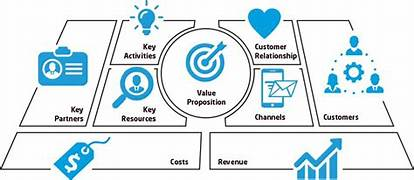 Key
Activities
Customer
Relationship
Value
Proposition
Key
Partners
Key
Resources
Channels
Customers
Costs
Revenue
$